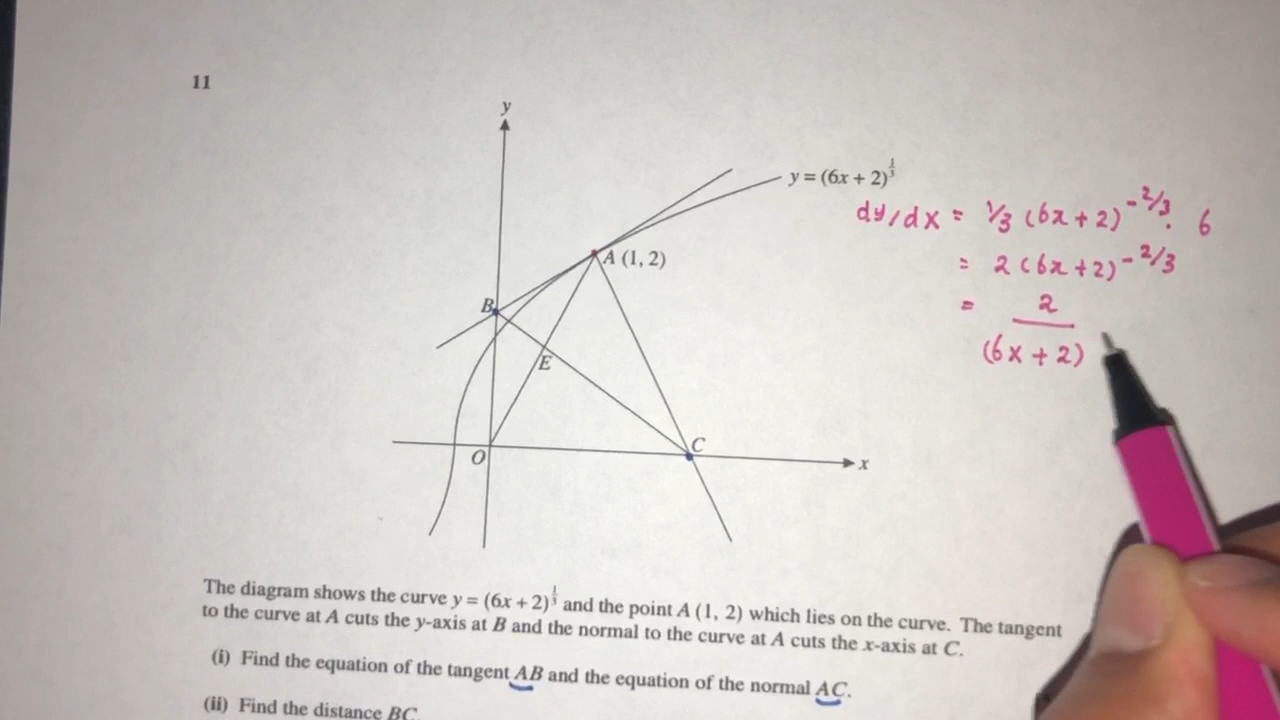 11
y
y = (6x + 2)^{1/3}
dy/dx = 1/3 (6x + 2)^{-2/3} . 6
= 2 (6x + 2)^{-2/3}
A (1, 2)
B
= 2
(6x + 2)
E
C
O
x
The diagram shows the curve y = (6x + 2)^{1/3} and the point A (1, 2) which lies on the curve. The tangent
to the curve at A cuts the y-axis at B and the normal to the curve at A cuts the x-axis at C.
(i) Find the equation of the tangent AB and the equation of the normal AC.
(ii) Find the distance BC.